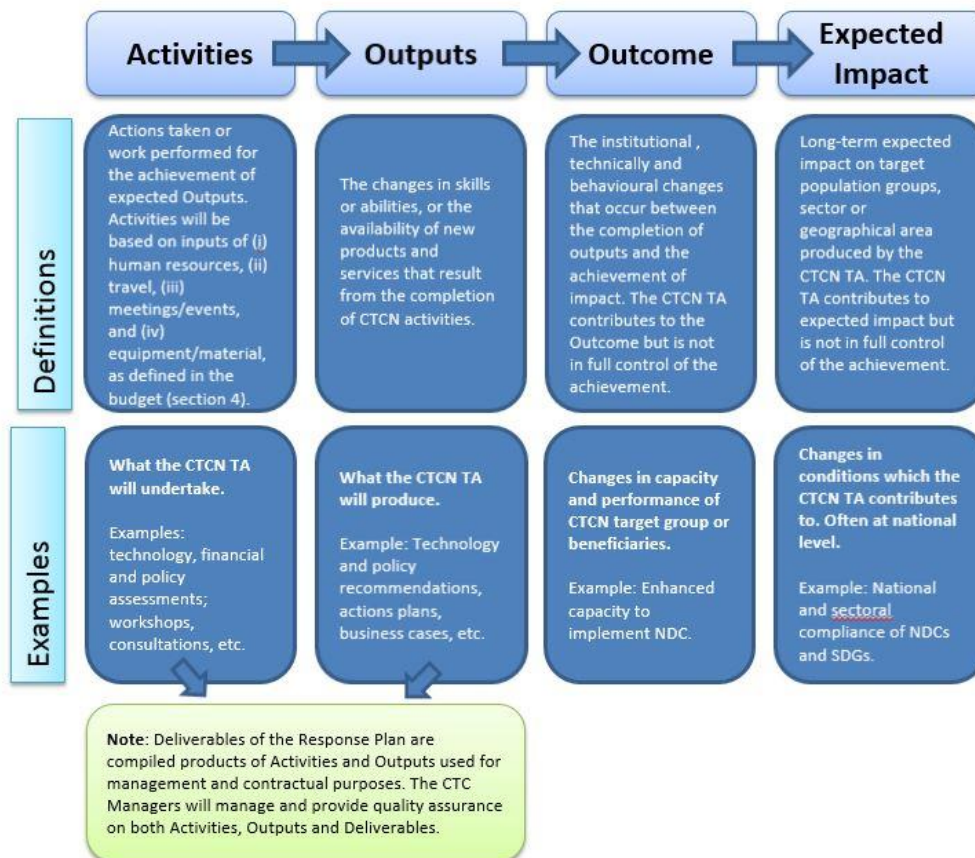 Activities
Outputs
Outcome
Expected
Impact
Definitions
Actions taken or
work performed for
the achievement of
expected Outputs.
Activities will be
based on inputs of (i)
human resources, (ii)
travel, (iii)
meetings/events,
and (iv)
equipment/material,
as defined in the
budget (section 4).
The changes in skills
or abilities, or the
availability of new
products and
services that result
from the completion
of CTCN activities.
The institutional ,
technically and
behavioural changes
that occur between
the completion of
outputs and the
achievement of
impact. The CTCN TA
contributes to the
Outcome but is not
in full control of the
achievement.
Long-term expected
impact on target
population groups,
sector or
geographical area
produced by the
CTCN TA. The CTCN
TA contributes to
expected impact but
is not in full control
of the achievement.
Examples
What the CTCN TA
will undertake.
Examples:
technology, financial
and policy
assessments;
workshops,
consultations, etc.
What the CTCN TA
will produce.
Example: Technology
and policy
recommendations,
actions plans,
business cases, etc.
Changes in capacity
and performance of
CTCN target group or
beneficiaries.
Example: Enhanced
capacity to
implement NDC.
Changes in
conditions which the
CTCN TA contributes
to. Often at national
level.
Example: National
and sectoral
compliance of NDCs
and SDGs.
Note: Deliverables of the Response Plan are
compiled products of Activities and Outputs used for
management and contractual purposes. The CTC
Managers will manage and provide quality assurance
on both Activities, Outputs and Deliverables.